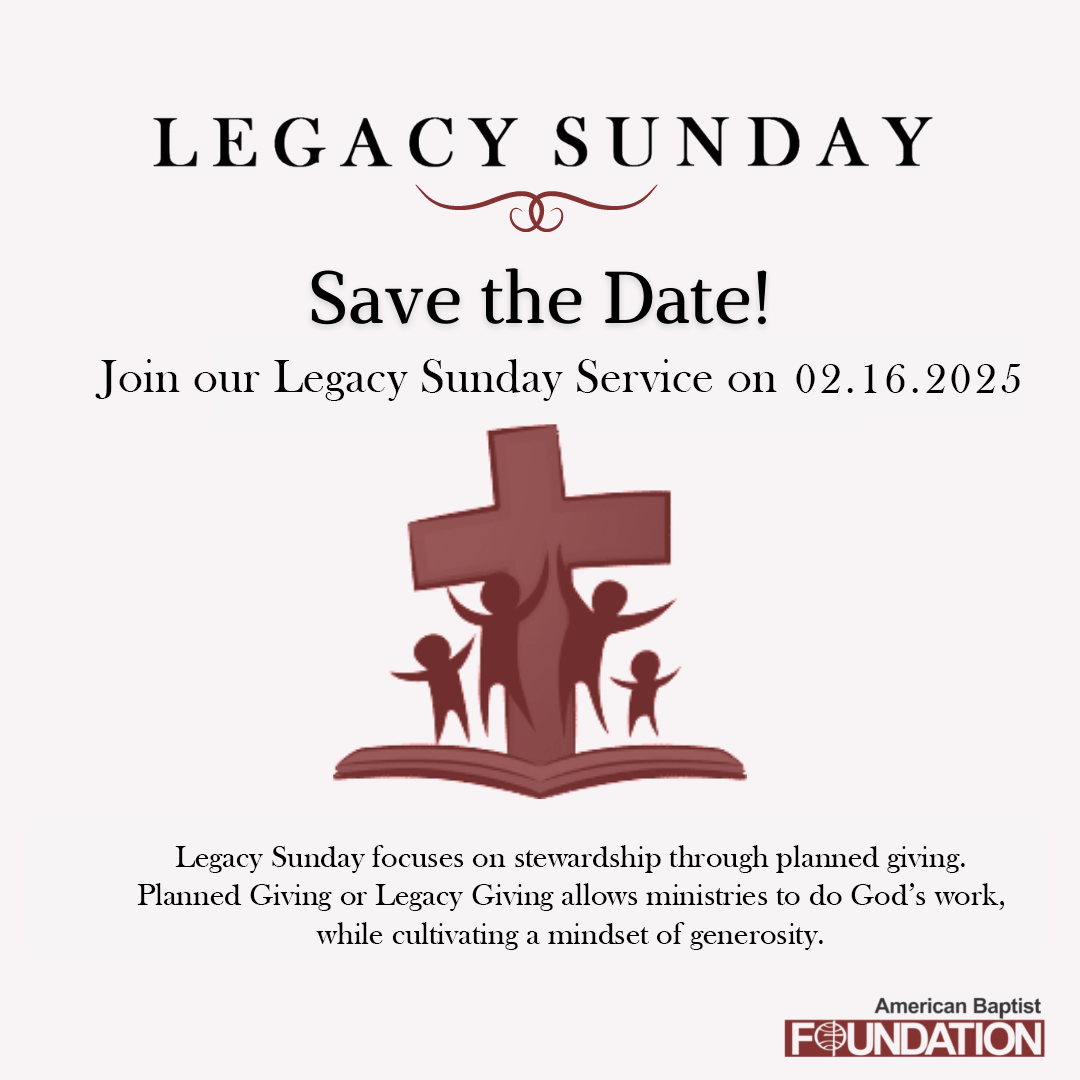 LEGACY SUNDAY
Save the Date!
Join our Legacy Sunday Service on 02.16.2025
Legacy Sunday focuses on stewardship through planned giving.
Planned Giving or Legacy Giving allows ministries to do God’s work,
while cultivating a mindset of generosity.
American Baptist
FOUNDATION